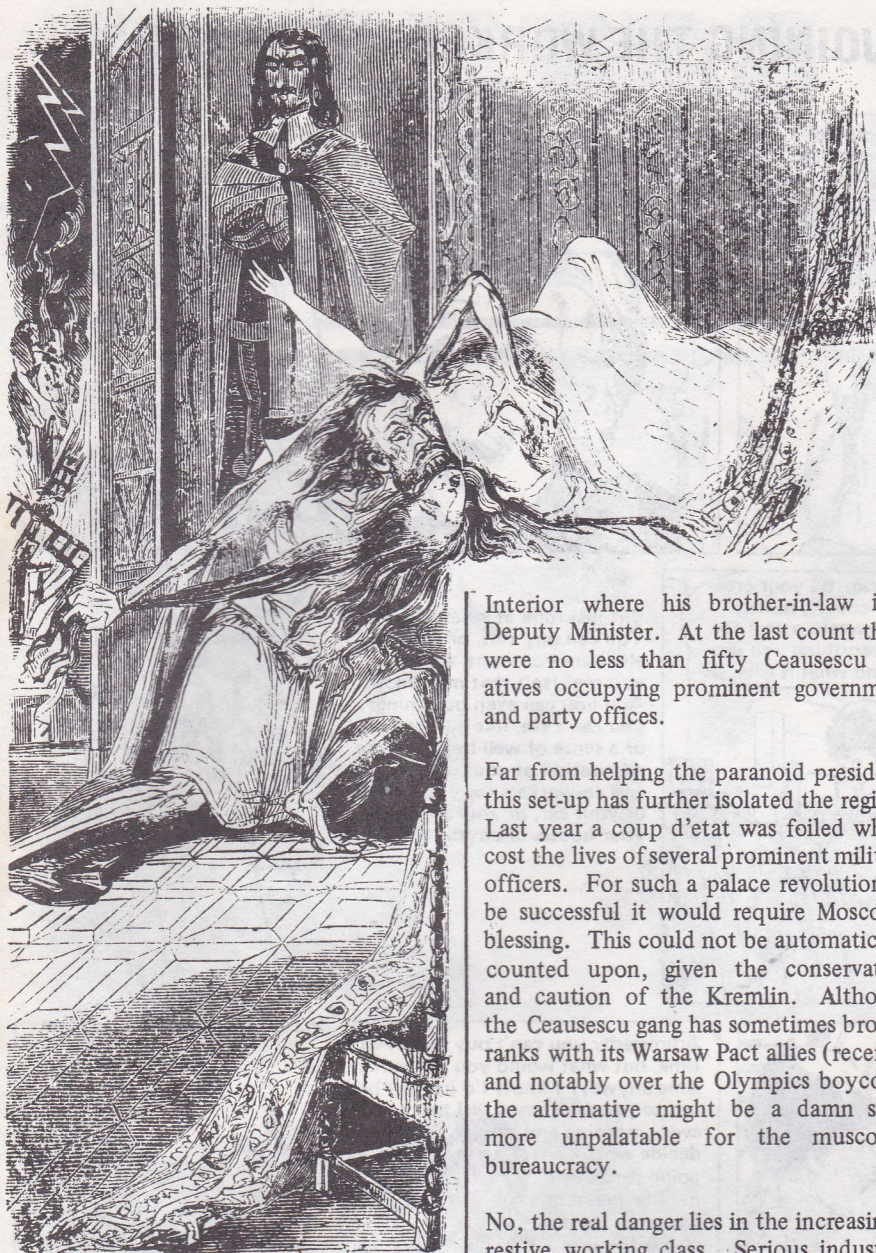 Interior where his brother-in-law i
Deputy Minister. At the last count th
were no less than fifty Ceausescu
atives occupying prominent governm
and party offices.
Far from helping the paranoid presid
this set-up has further isolated the regi
Last year a coup d'etat was foiled wh
cost the lives of several prominent milit
officers. For such a palace revolution
be successful it would require Mosco
blessing. This could not be automatic
counted upon, given the conservat
and caution of the Kremlin. Altho
the Ceausescu gang has sometimes bro
ranks with its Warsaw Pact allies (recen
and notably over the Olympics boyco
the alternative might be a damn s
more unpalatable for the musco
bureaucracy.
No, the real danger lies in the increasin
restive working class. Serious indust